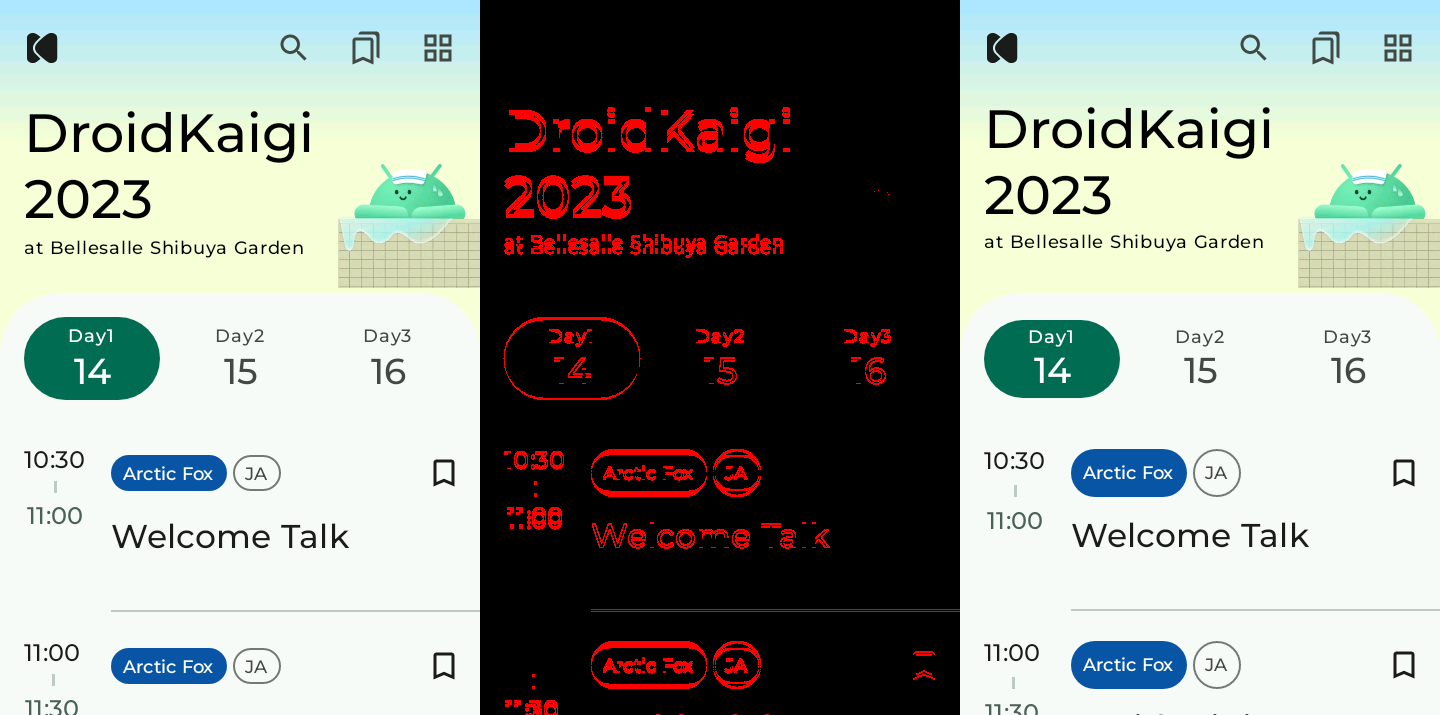 DroidKaigi
2023
at Bellesalle Shibuya Garden
Day1 Day2 Day3
14 15 16
10:30 Arctic Fox JA
11:00
Welcome Talk
11:00 Arctic Fox JA
11:30
DroidKaigi
2023
at Bellesalle Shibuya Garden
Day1 Day2 Day3
14 15 16
10:30 Arctic Fox JA
11:00
Arctic Fox JA
Welcome Talk
DroidKaigi
2023
at Bellesalle Shibuya Garden
Day1 Day2 Day3
14 15 16
10:30 Arctic Fox JA
11:00
Welcome Talk
11:00 Arctic Fox JA
11:30